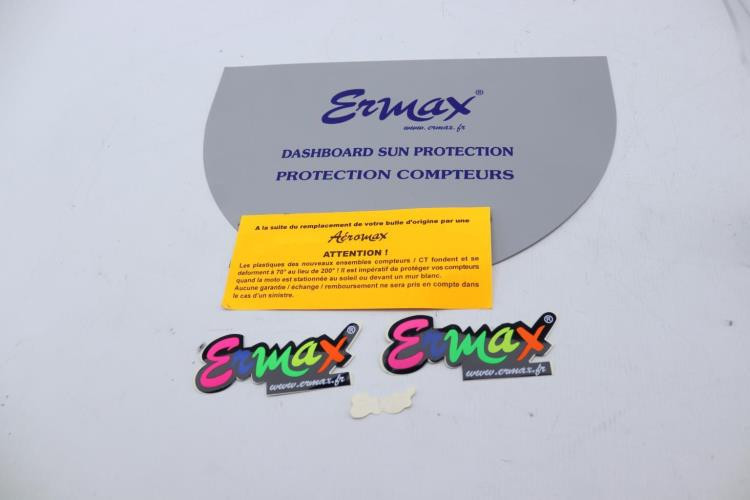 Ermax®
www.ermax.fr
DASHBOARD SUN PROTECTION
PROTECTION COMPTEURS
A la suite du remplacement de votre bulle d'origine par une
Aéromax
ATTENTION !
Les plastiques des nouveaux ensembles compteurs / CT fondent et se
déforment à 70° au lieu de 200° ! Il est impératif de protéger vos compteurs
quand la moto est stationnée au soleil ou devant un mur blanc.
Aucune garantie / échange / remboursement ne sera pris en compte dans
le cas d'un sinistre.
Ermax®
www.ermax.fr
Ermax®
www.ermax.fr